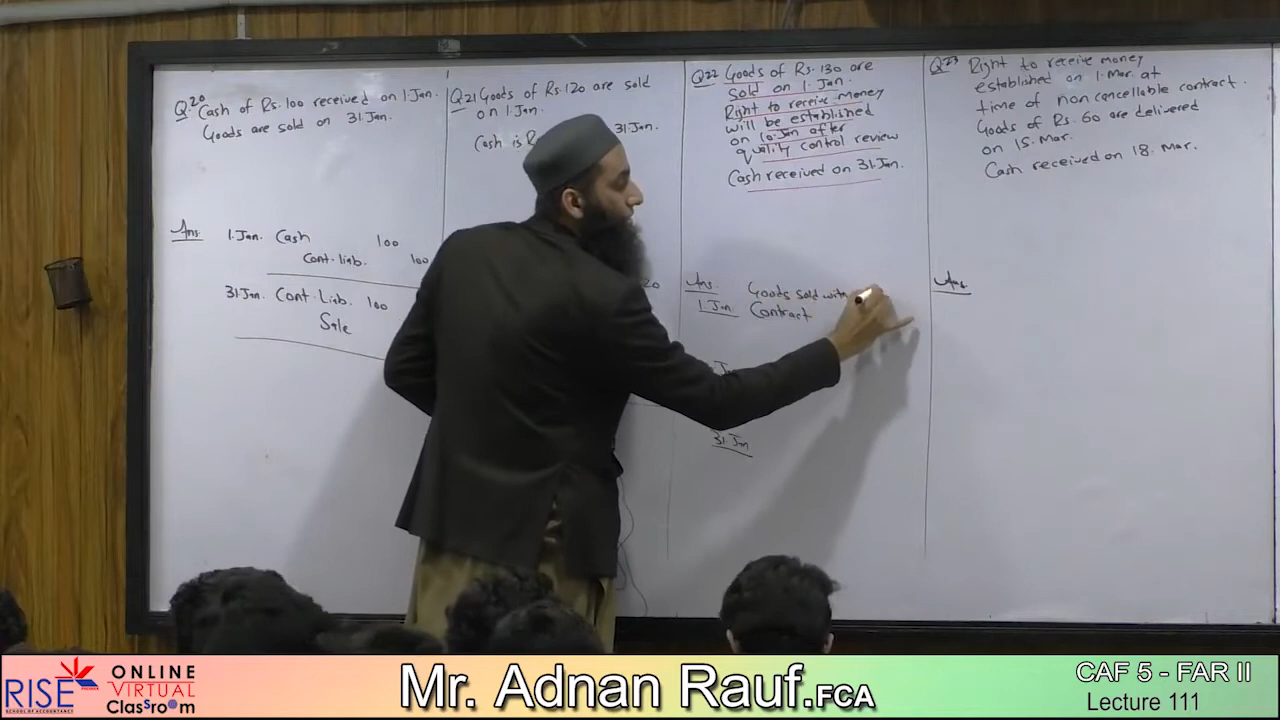 Q20 Cash of Rs. 100 received on 1.Jan.
Goods are sold on 31.Jan.
Ans. 1.Jan. Cash 100
Cont. liab. 100
31.Jan. Cont. Liab. 100
Sale
Q21 Goods of Rs. 120 are sold
on 1.Jan.
Cash is 31.Jan.
20
Q22 Goods of Rs. 130 are
sold on 1.Jan.
Right to receive money
will be established
on 10.Jan after
quality control review
Cash received on 31.Jan.
Ans. Goods sold with
1.Jan. Contract
Jan
31.Jan
Q23 Right to receive money
established on 1.Mar. at
time of non cancellable contract.
Goods of Rs. 60 are delivered
on 15.Mar.
Cash received on 18.Mar.
Ans.
RISE
SCHOOL OF ACCOUNTANCY
ONLINE
VIRTUAL
Classroom
Mr. Adnan Rauf.FCA
CAF 5 - FAR II
Lecture 111